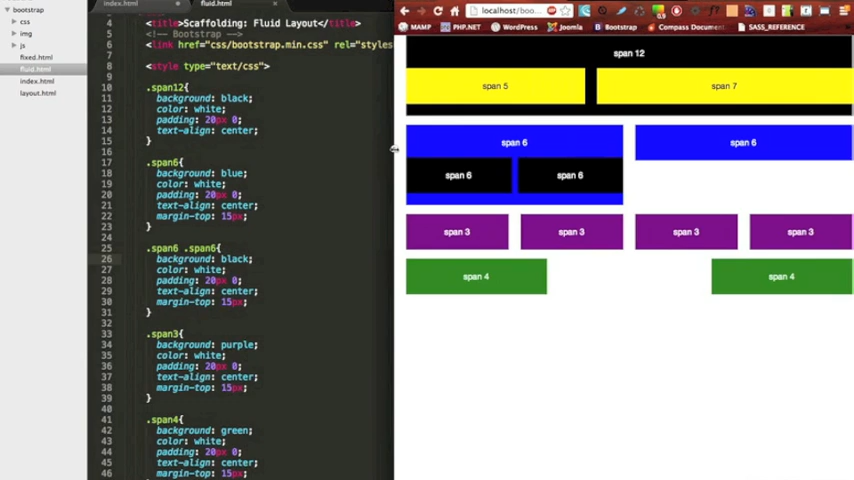 bootstrap
css
img
js
fixed.html
fluid.html
index.html
layout.html
index.html
fluid.html
4 <title>Scaffolding: Fluid Layout</title>
5 <!-- Bootstrap -->
6 <link href="css/bootstrap.min.css" rel="styles
7
8 <style type="text/css">
9
10 .span12{
11 background: black;
12 color: white;
13 padding: 20px 0;
14 text-align: center;
15 }
16
17 .span6{
18 background: blue;
19 color: white;
20 padding: 20px 0;
21 text-align: center;
22 margin-top: 15px;
23 }
24
25 .span6 .span6{
26 background: black;
27 color: white;
28 padding: 20px 0;
29 text-align: center;
30 margin-top: 15px;
31 }
32
33 .span3{
34 background: purple;
35 color: white;
36 padding: 20px 0;
37 text-align: center;
38 margin-top: 15px;
39 }
40
41 .span4{
42 background: green;
43 color: white;
44 padding: 20px 0;
45 text-align: center;
46 margin-top: 15px;
localhost/boo...
0.9
MAMP PHP.NET WordPress Joomla Bootstrap Compass Document SASS_REFERENCE
span 12
span 5 span 7
span 6 span 6
span 6 span 6
span 3 span 3 span 3 span 3
span 4 span 4